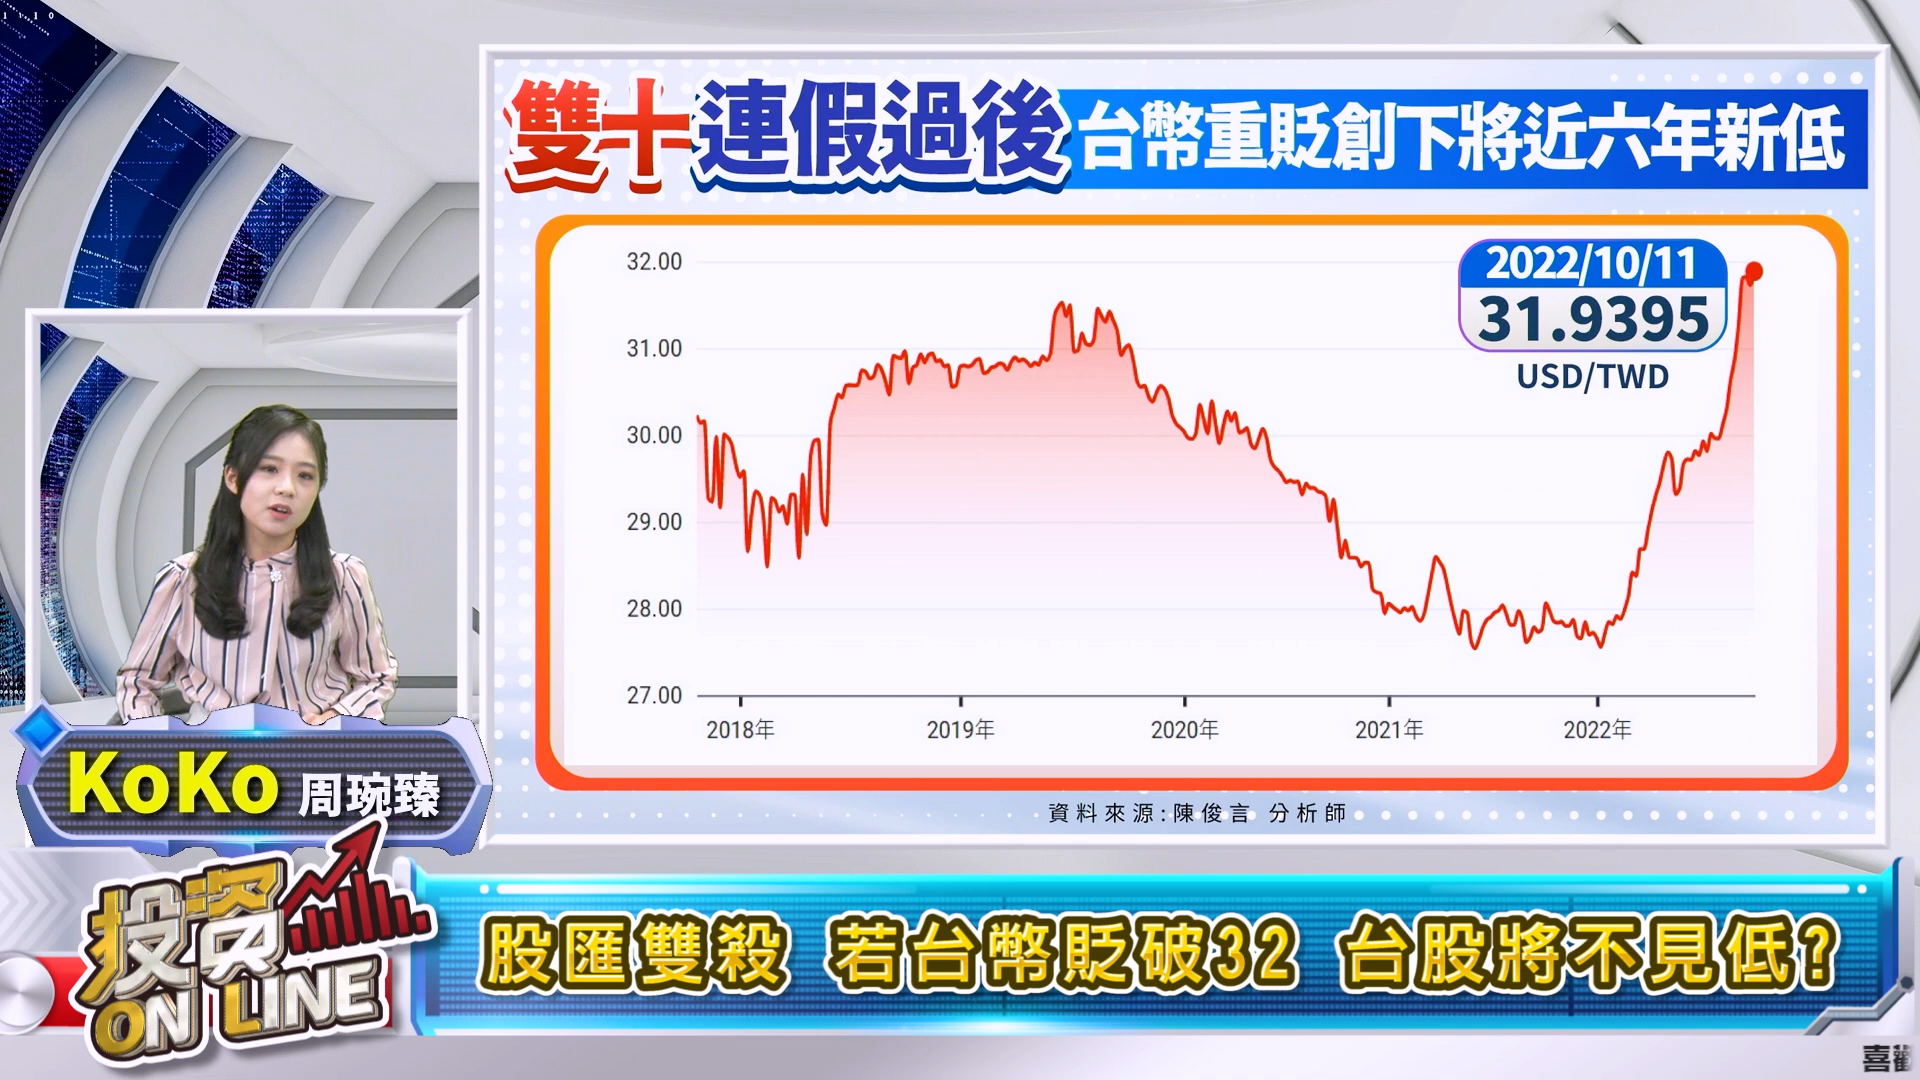 雙十連假過後 台幣重貶創下將近六年新低
2022/10/11
31.9395
USD/TWD
32.00
31.00
30.00
29.00
28.00
27.00
2018年 2019年 2020年 2021年 2022年
資料來源:陳俊言 分析師
KoKo 周琬臻
投資
ON LINE
股匯雙殺 若台幣貶破32 台股將不見低?
喜